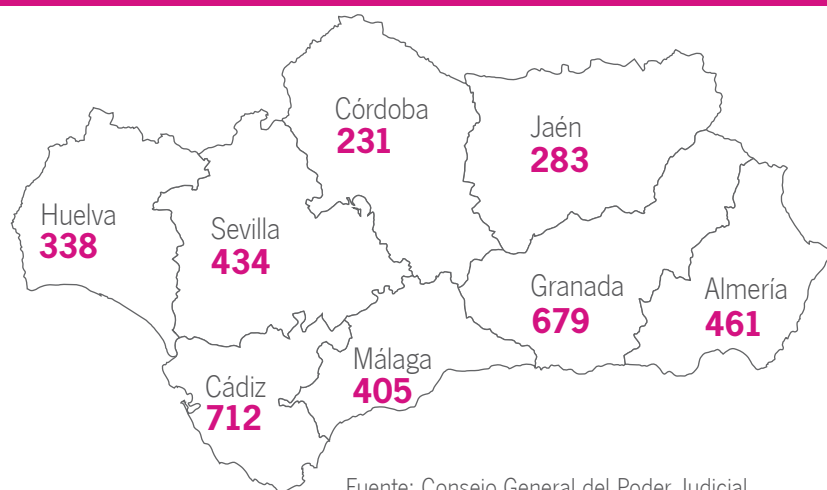 Córdoba
231
Jaén
283
Huelva
338
Sevilla
434
Granada
679
Almería
461
Málaga
405
Cádiz
712
Fuente: Consejo General del Poder Judicial